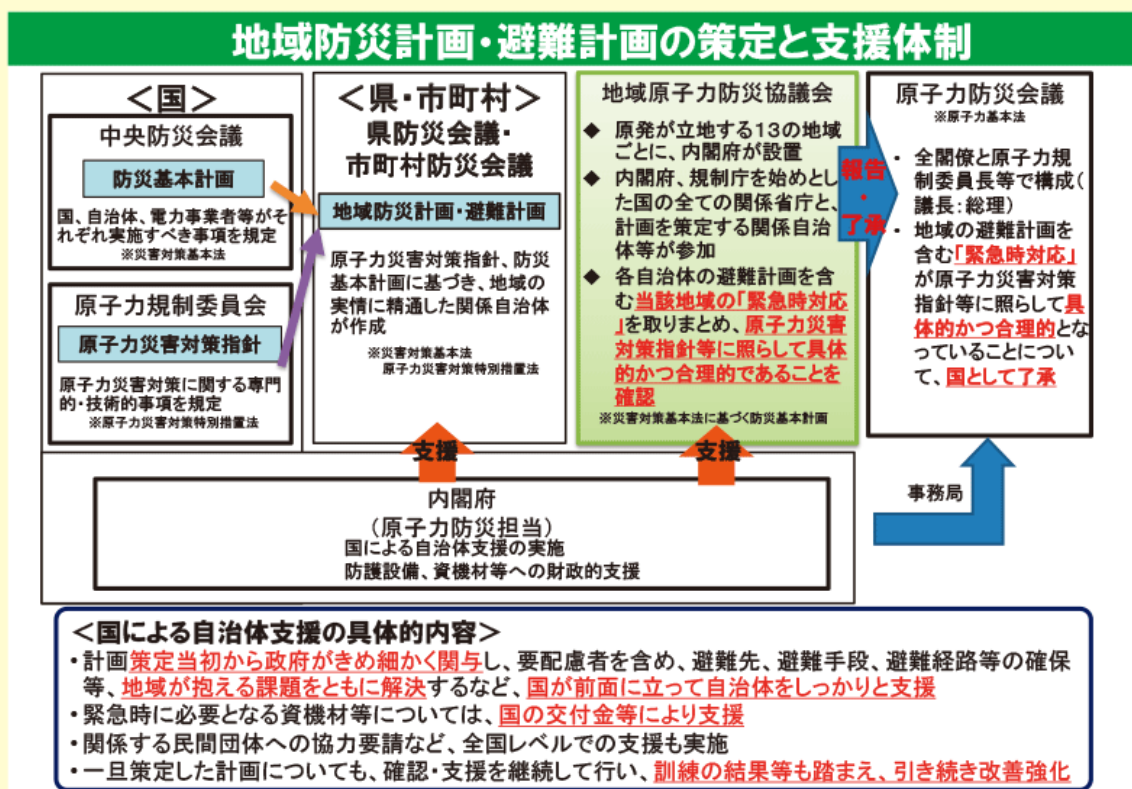 地域防災計画・避難計画の策定と支援体制
＜国＞
中央防災会議
防災基本計画
国、自治体、電力事業者等がそ
れぞれ実施すべき事項を規定
※災害対策基本法
原子力規制委員会
原子力災害対策指針
原子力災害対策に関する専門
的・技術的事項を規定
※原子力災害対策特別措置法
＜県・市町村＞
県防災会議・
市町村防災会議
地域防災計画・避難計画
原子力災害対策指針、防災
基本計画に基づき、地域の
実情に精通した関係自治体
が作成
※災害対策基本法
原子力災害対策特別措置法
地域原子力防災協議会
◆ 原発が立地する13の地域
ごとに、内閣府が設置
◆ 内閣府、規制庁を始めとし
た国の全ての関係省庁と、
計画を策定する関係自治
体等が参加
◆ 各自治体の避難計画を含
む当該地域の「緊急時対応
」を取りまとめ、原子力災害
対策指針等に照らして具体
的かつ合理的であることを
確認
※災害対策基本法に基づく防災基本計画
報告
・
了承
原子力防災会議
※原子力基本法
・ 全閣僚と原子力規
制委員長等で構成(
議長:総理)
・ 地域の避難計画を
含む「緊急時対応」
が原子力災害対策
指針等に照らして具
体的かつ合理的とな
っていることについ
て、国として了承
支援
支援
事務局
内閣府
(原子力防災担当)
国による自治体支援の実施
防護設備、資機材等への財政的支援
＜国による自治体支援の具体的内容＞
・計画策定当初から政府がきめ細かく関与し、要配慮者を含め、避難先、避難手段、避難経路等の確保
等、地域が抱える課題をともに解決するなど、国が前面に立って自治体をしっかりと支援
・緊急時に必要となる資機材等については、国の交付金等により支援
・関係する民間団体への協力要請など、全国レベルでの支援も実施
・一旦策定した計画についても、確認・支援を継続して行い、訓練の結果等も踏まえ、引き続き改善強化